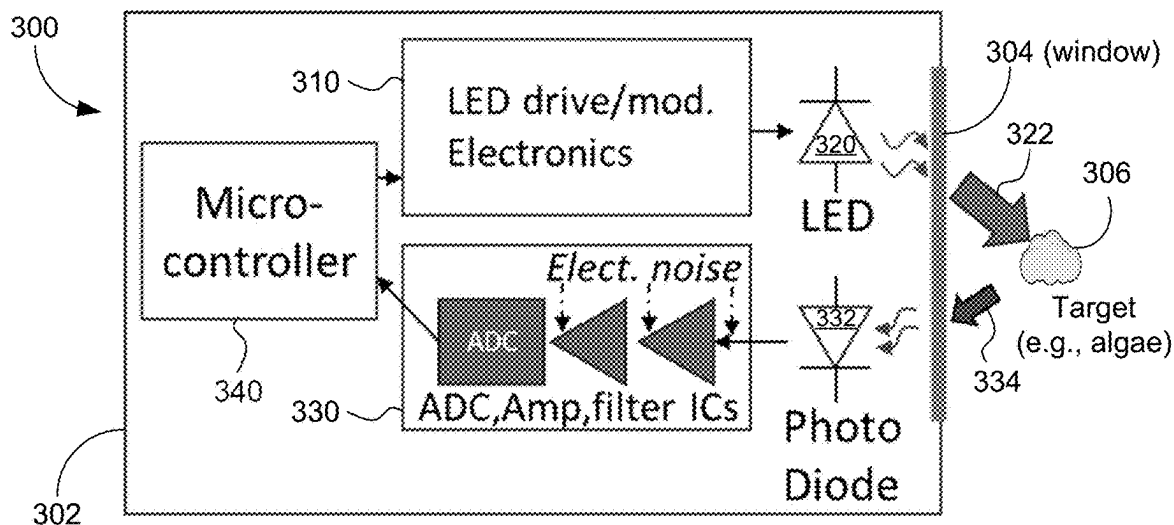 300
310
LED drive/mod.
Electronics
320
LED
304 (window)
322
306
Micro-
controller
340
Elect. noise
ADC
ADC,Amp,filter ICs
330
332
Photo
Diode
Target
(e.g., algae)
334
302